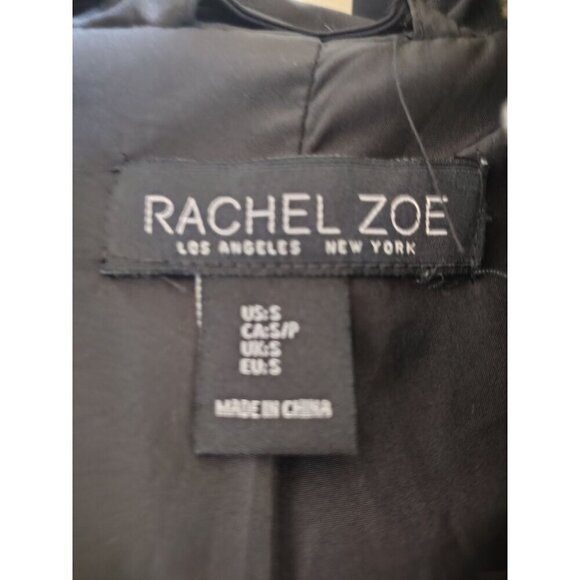 RACHEL ZOE
LOS ANGELES NEW YORK
US:S
CA:S/P
UK:S
EU:S
MADE IN CHINA